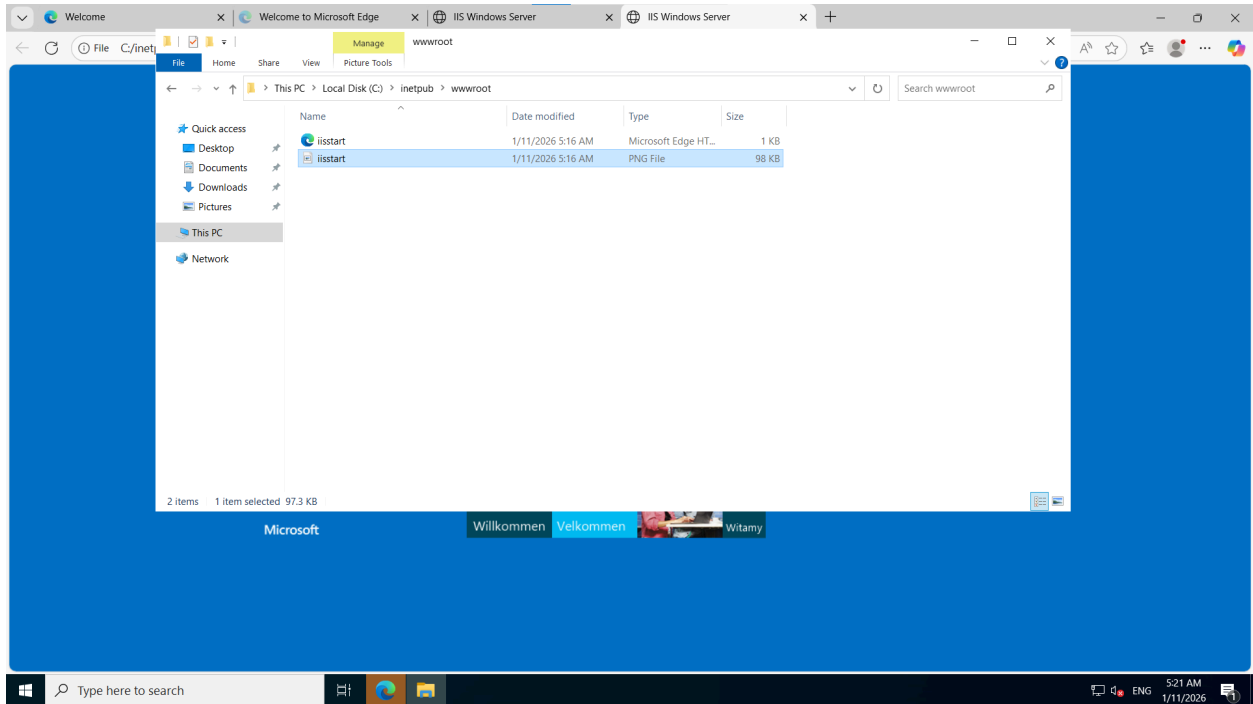 Welcome
Welcome to Microsoft Edge
IIS Windows Server
IIS Windows Server
File
Manage
wwwroot
File
Home
Share
View
Picture Tools
This PC
Local Disk (C:)
inetpub
wwwroot
Search wwwroot
Name
Date modified
Type
Size
Quick access
Desktop
Documents
Downloads
Pictures
This PC
Network
iisstart 1/11/2026 5:16 AM Microsoft Edge HT... 1 KB
iisstart 1/11/2026 5:16 AM PNG File 98 KB
2 items 1 item selected 97.3 KB
Microsoft
Willkommen
Velkommen
Witamy
Type here to search
ENG
5:21 AM
1/11/2026
1